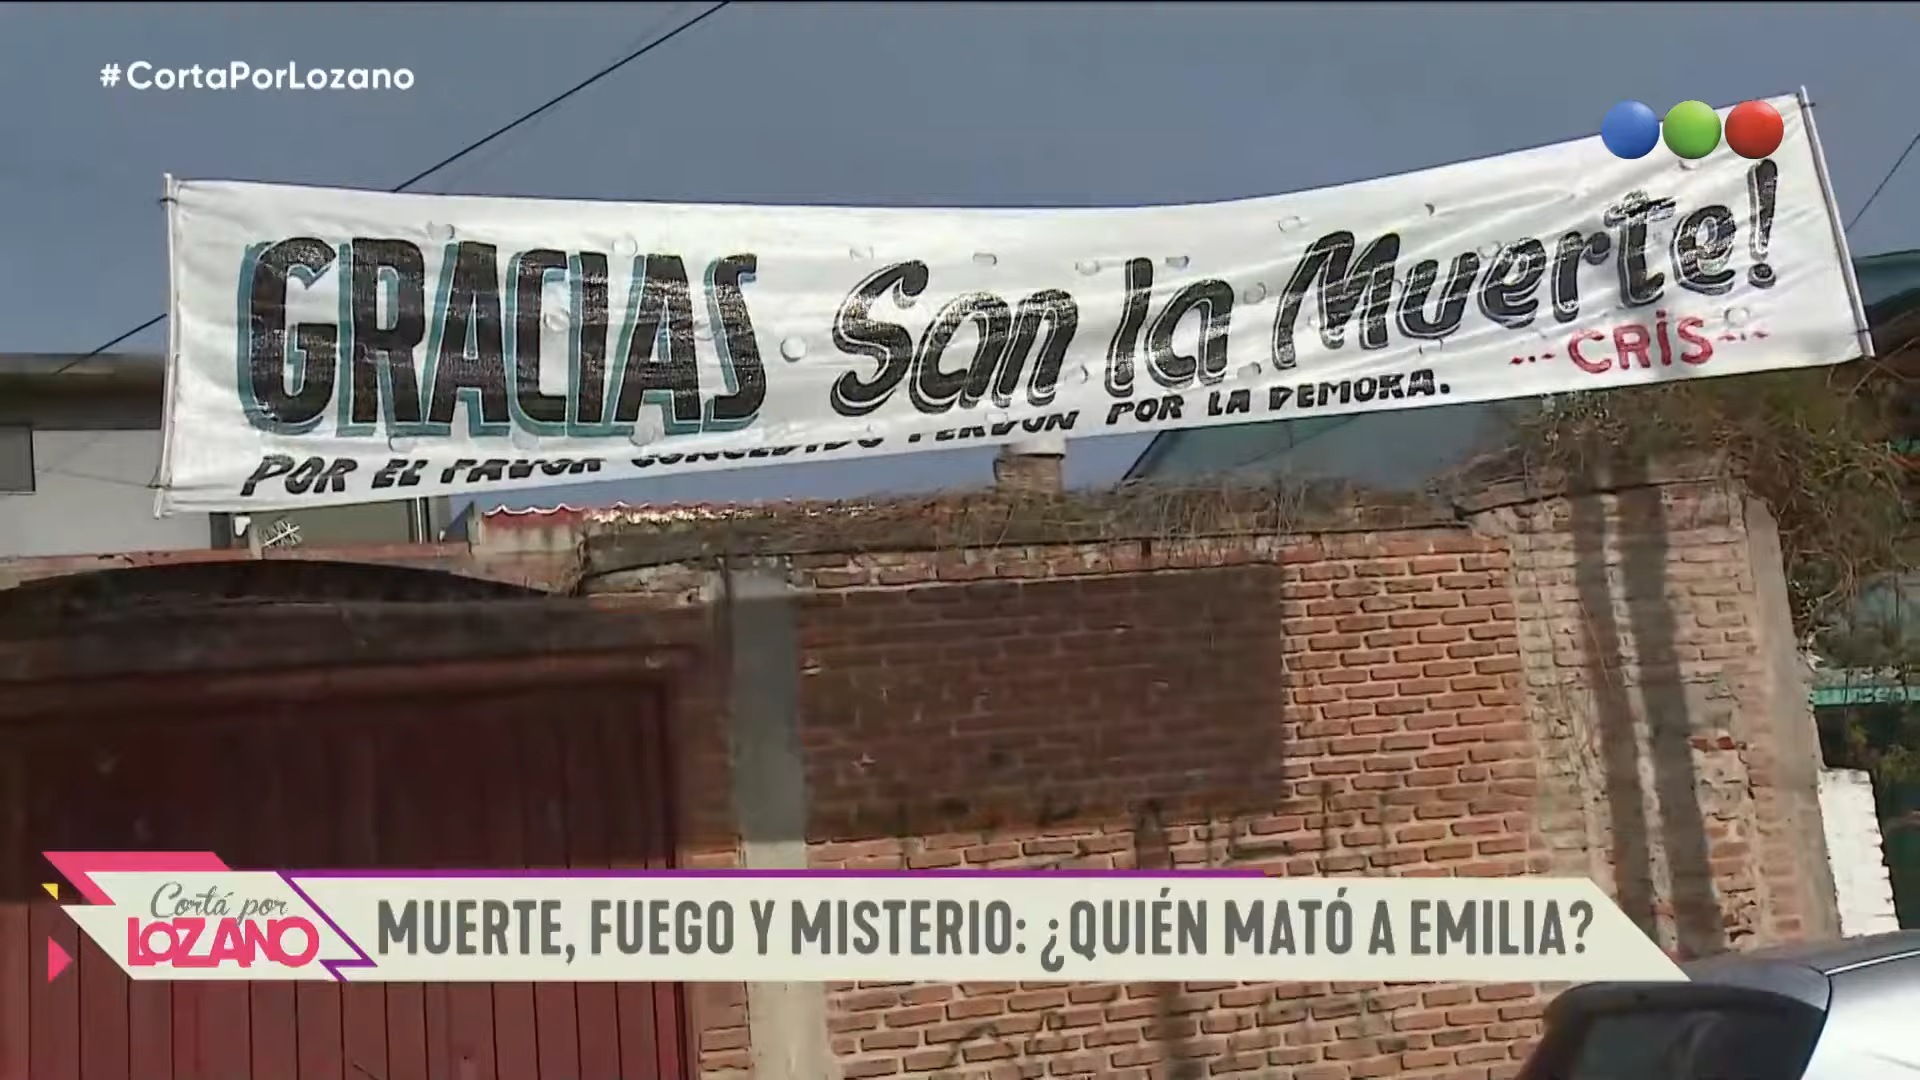 #CortaPorLozano
GRACIAS San la Muerte!
--- CRiS ---
POR EL FAVOR CONCEDIDO PERDON POR LA DEMORA.
Cortá por
LOZANO
MUERTE, FUEGO Y MISTERIO: ¿QUIÉN MATÓ A EMILIA?